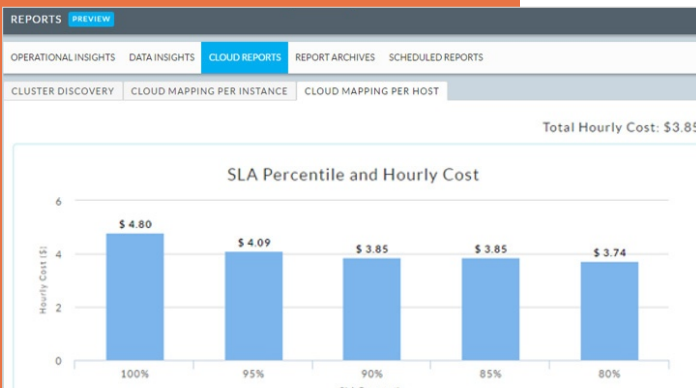 REPORTS PREVIEW
OPERATIONAL INSIGHTS DATA INSIGHTS CLOUD REPORTS REPORT ARCHIVES SCHEDULED REPORTS
CLUSTER DISCOVERY CLOUD MAPPING PER INSTANCE CLOUD MAPPING PER HOST
Total Hourly Cost: $3.85
SLA Percentile and Hourly Cost
Hourly Cost ($)
6
4
2
0
$ 4.80
$ 4.09
$ 3.85
$ 3.85
$ 3.74
100% 95% 90% 85% 80%